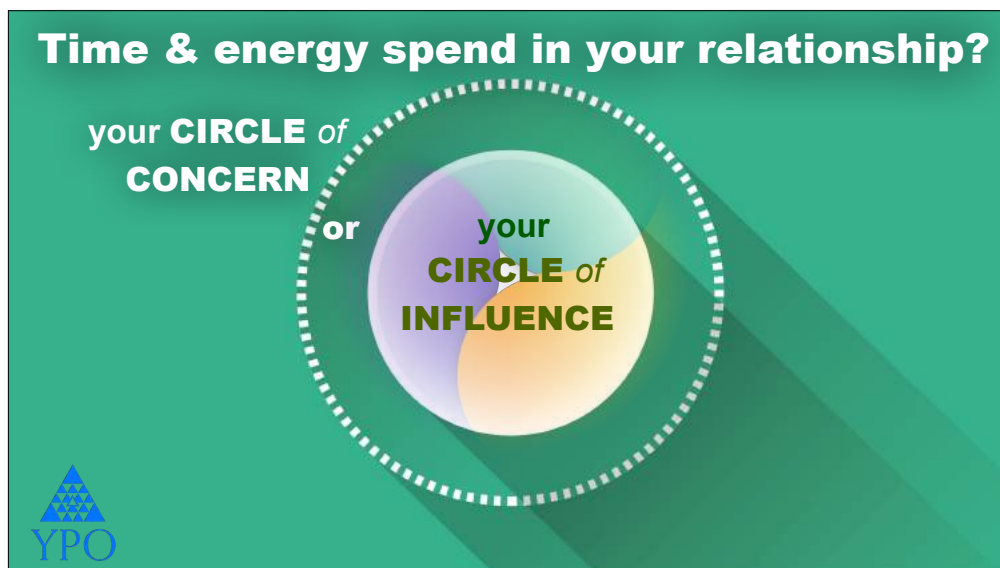 Time & energy spend in your relationship?
your CIRCLE of
CONCERN
or
your
CIRCLE of
INFLUENCE
YPO